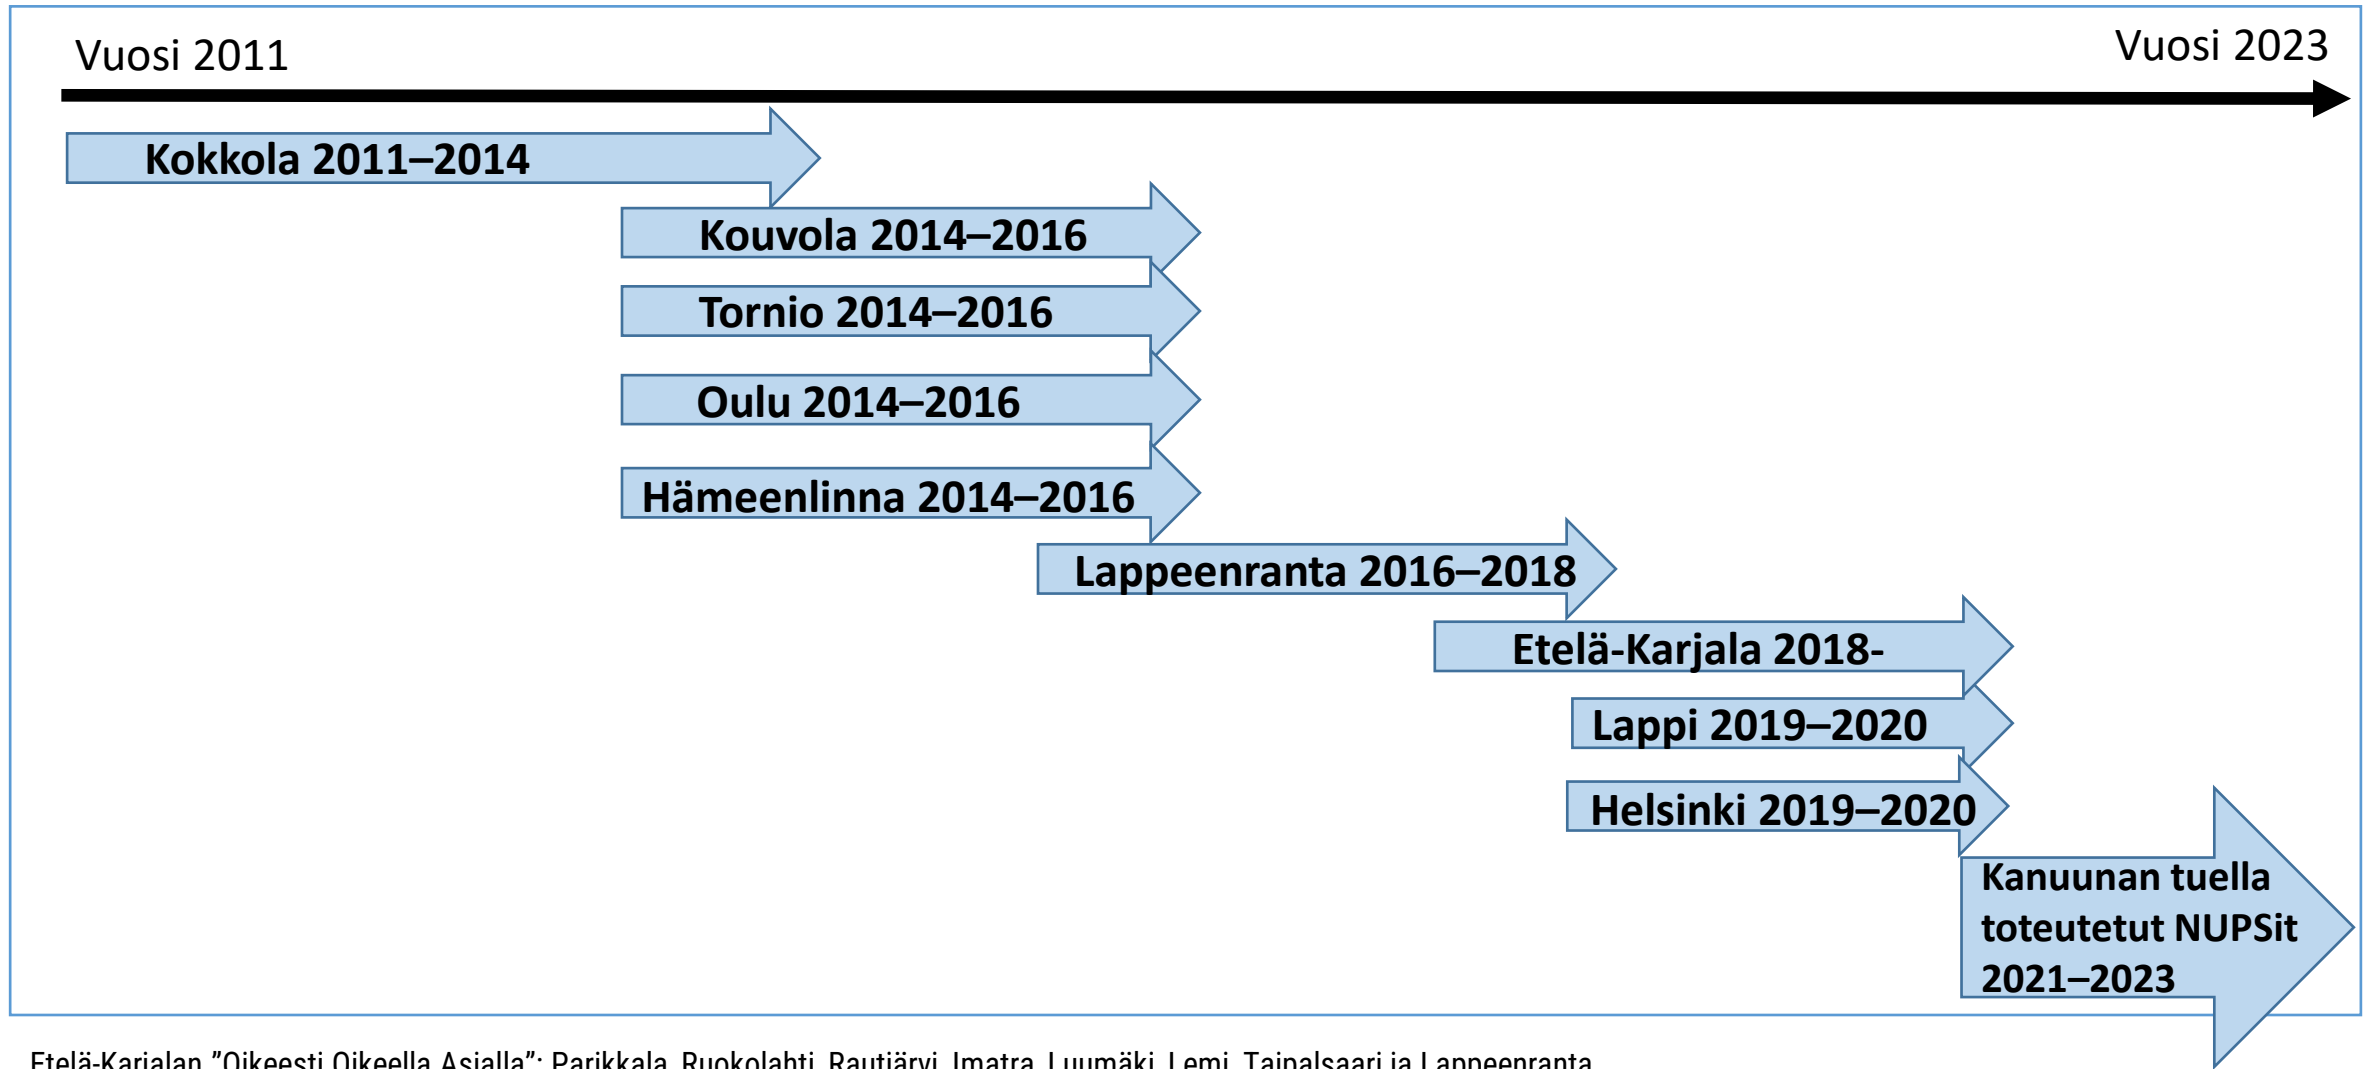 Vuosi 2011
Vuosi 2023
Kokkola 2011–2014
Kouvola 2014–2016
Tornio 2014–2016
Oulu 2014–2016
Hämeenlinna 2014–2016
Lappeenranta 2016–2018
Etelä-Karjala 2018-
Lappi 2019–2020
Helsinki 2019–2020
Kanuunan tuella
toteutetut NUPSit
2021–2023
Etelä-Karjalan ”Oikeesti Oikeella Asialla”: Parikkala, Ruokolahti, Rautjärvi, Imatra, Luumäki, Lemi, Taipalsaari ja Lappeenranta